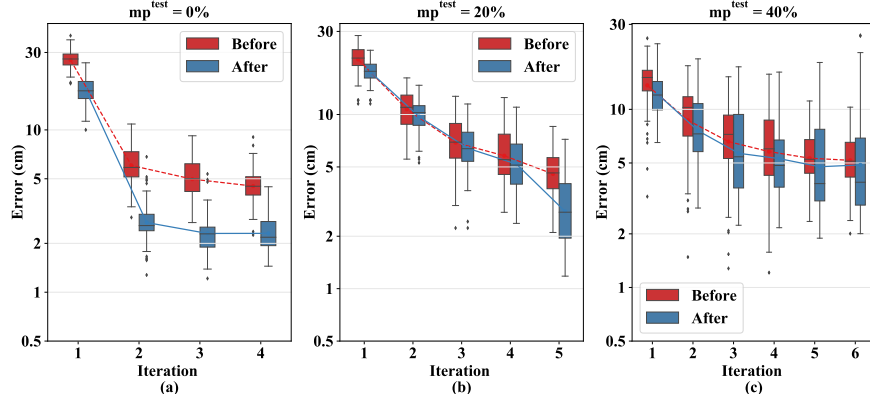 mp^test = 0%
Error (cm)
30
10
5
2
1
0.5
Before
After
1 2 3 4
Iteration
(a)
mp^test = 20%
Error (cm)
30
10
5
2
1
0.5
Before
After
1 2 3 4 5
Iteration
(b)
mp^test = 40%
Error (cm)
30
10
5
2
1
0.5
Before
After
1 2 3 4 5 6
Iteration
(c)